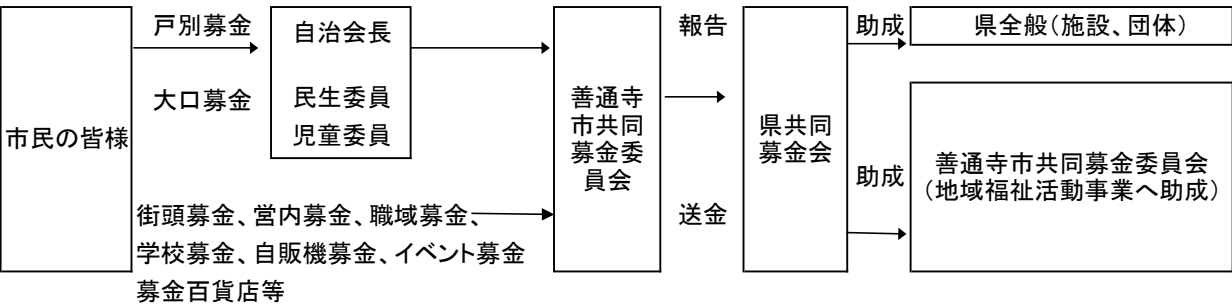 市民の皆様
戸別募金
大口募金
自治会長
民生委員
児童委員
街頭募金、営内募金、職域募金、
学校募金、自販機募金、イベント募金
募金百貨店等
善通寺
市共同
募金委
員会
報告
送金
県共同
募金会
助成
県全般（施設、団体）
助成
善通寺市共同募金委員会
（地域福祉活動事業へ助成）